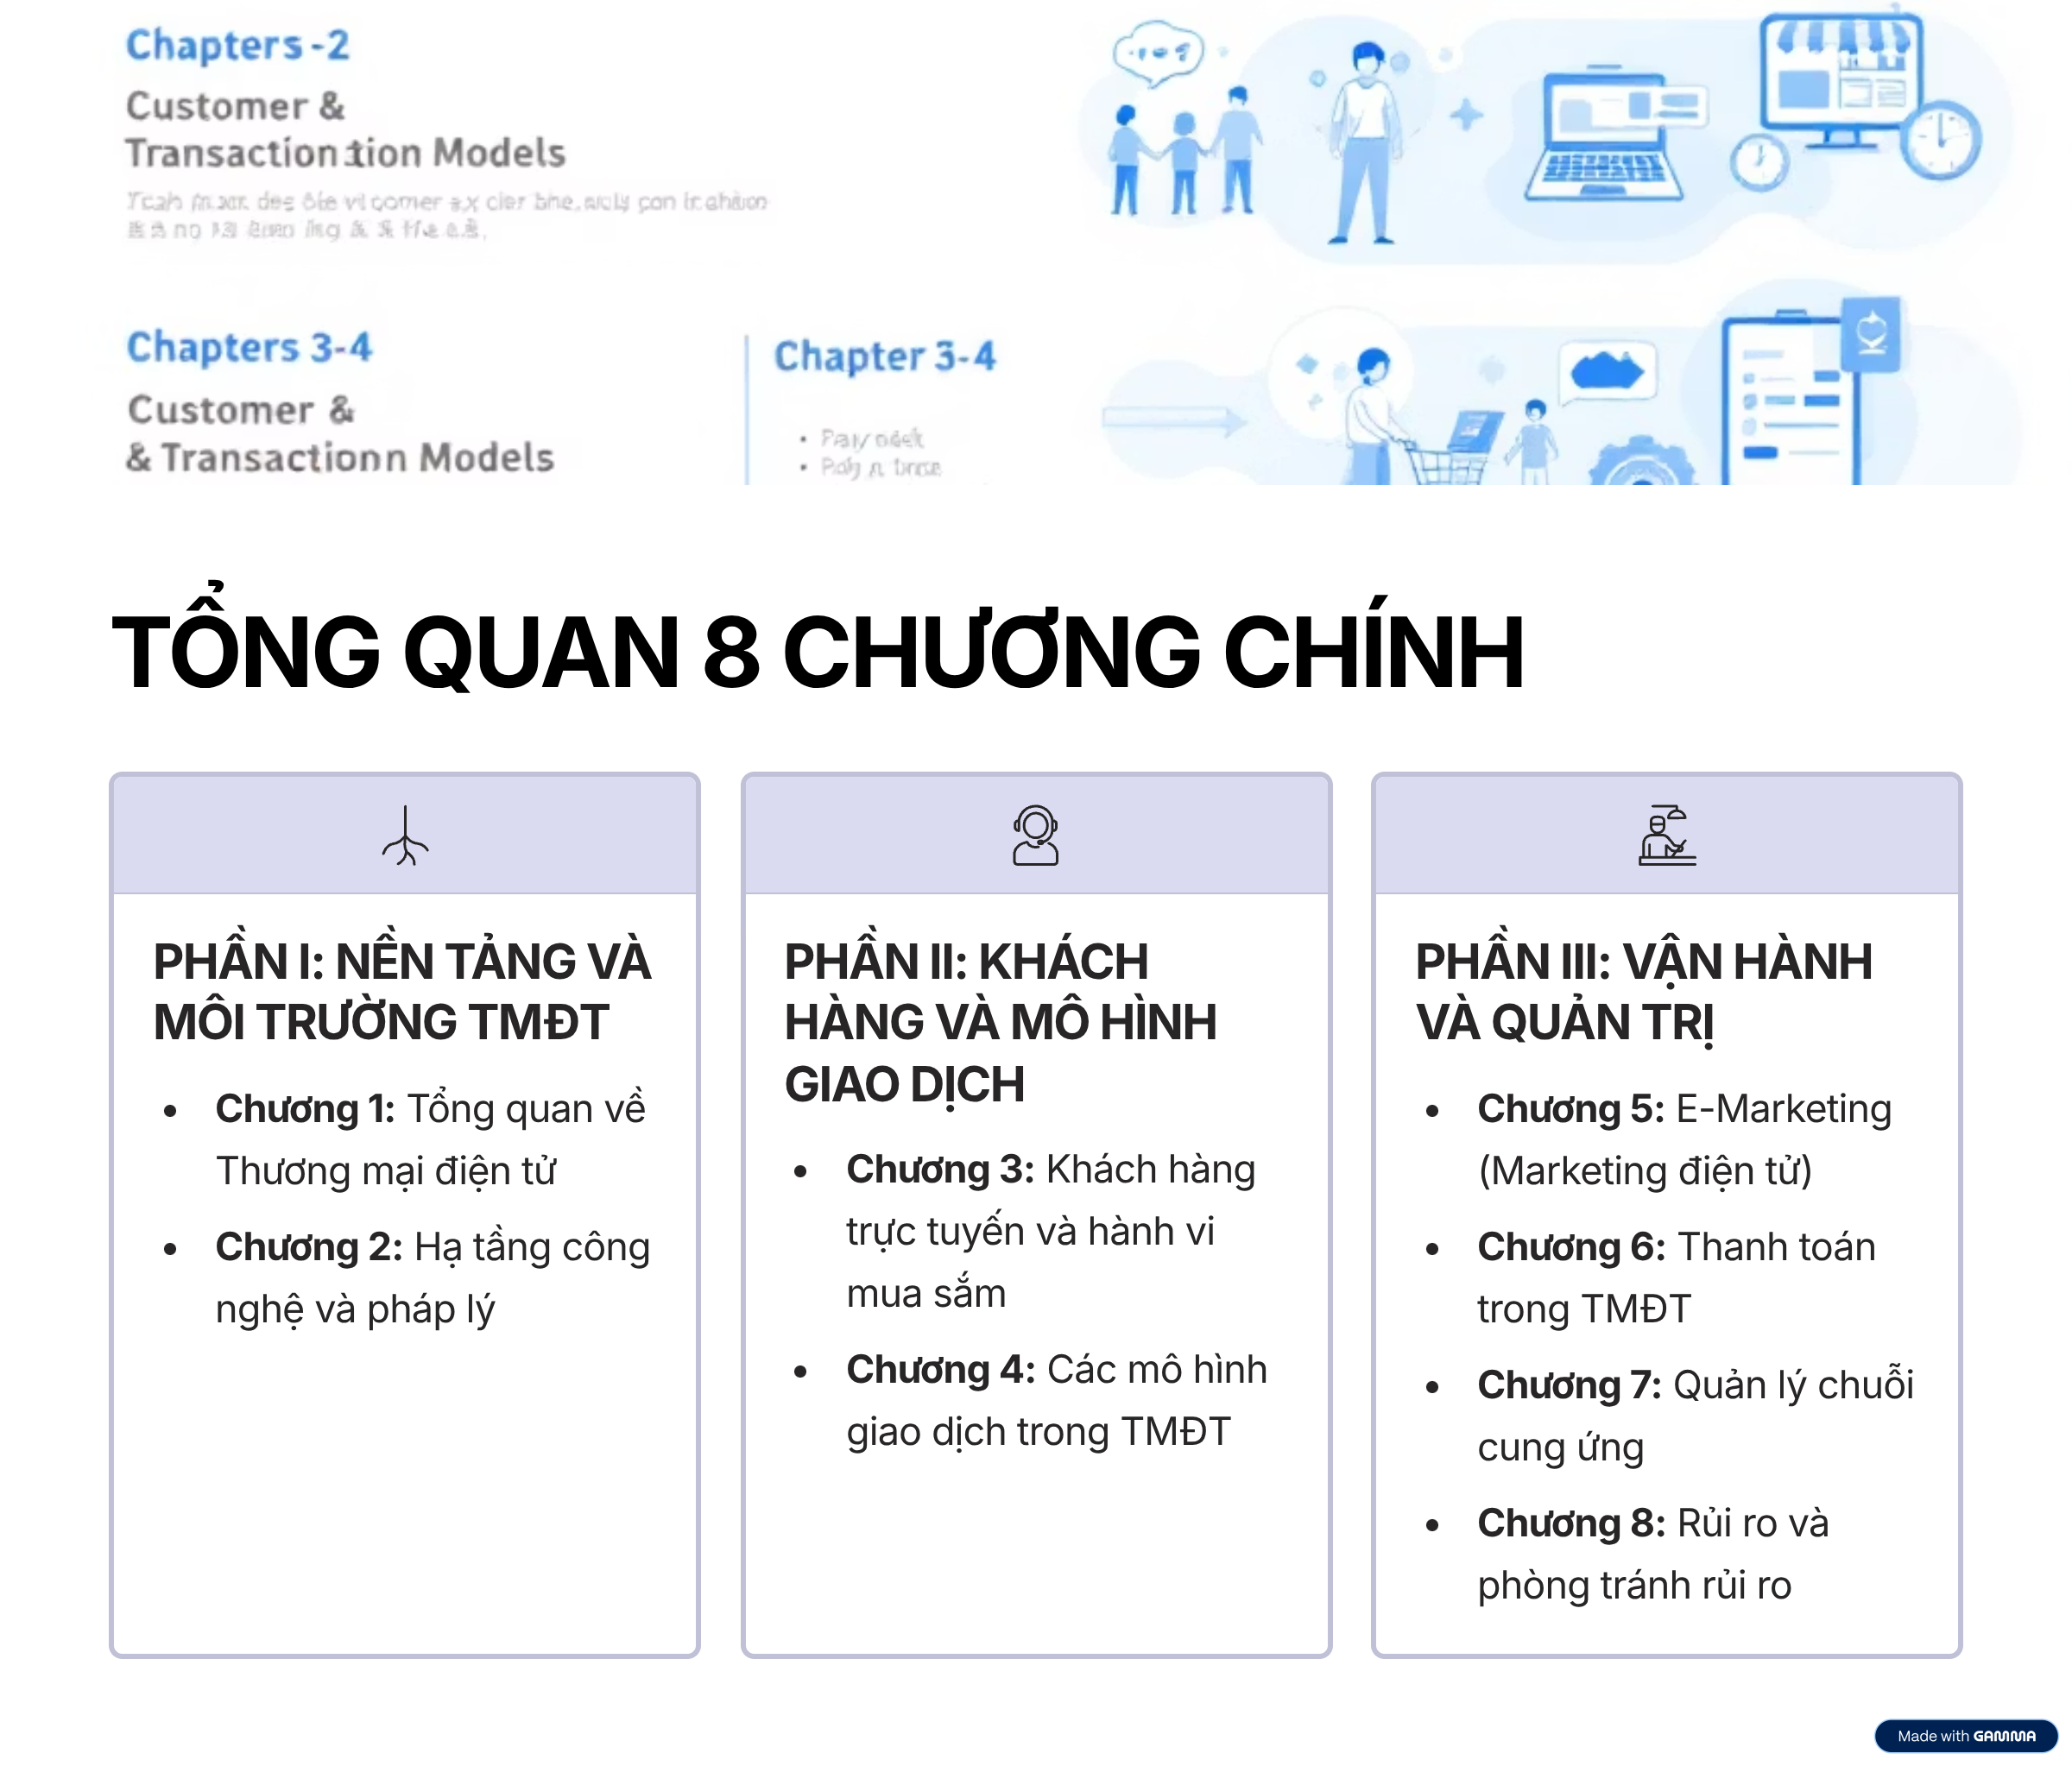 Chapters-2
Customer &
Transaction tion Models
Chapters 3-4
Customer &
& Transactionn Models
Chapter 3-4
TỔNG QUAN 8 CHƯƠNG CHÍNH
PHẦN I: NỀN TẢNG VÀ
MÔI TRƯỜNG TMĐT
• Chương 1: Tổng quan về
Thương mại điện tử
• Chương 2: Hạ tầng công
nghệ và pháp lý
PHẦN II: KHÁCH
HÀNG VÀ MÔ HÌNH
GIAO DỊCH
• Chương 3: Khách hàng
trực tuyến và hành vi
mua sắm
• Chương 4: Các mô hình
giao dịch trong TMĐT
PHẦN III: VẬN HÀNH
VÀ QUẢN TRỊ
• Chương 5: E-Marketing
(Marketing điện tử)
• Chương 6: Thanh toán
trong TMĐT
• Chương 7: Quản lý chuỗi
cung ứng
• Chương 8: Rủi ro và
phòng tránh rủi ro
Made with GAMMA